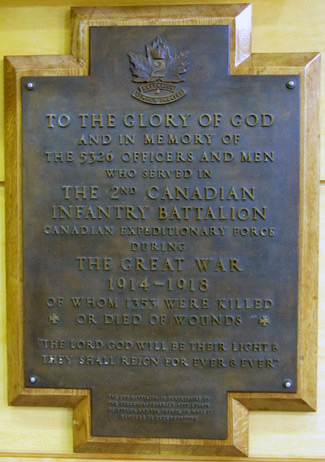 2
TO THE GLORY OF GOD
AND IN MEMORY OF
THE 5326 OFFICERS AND MEN
WHO SERVED IN
THE 2ND CANADIAN
INFANTRY BATTALION
CANADIAN EXPEDITIONARY FORCE
DURING
THE GREAT WAR
1914-1918
OF WHOM 1353 WERE KILLED
OR DIED OF WOUNDS
"THE LORD GOD WILL BE THEIR LIGHT &
THEY SHALL REIGN FOR EVER & EVER"